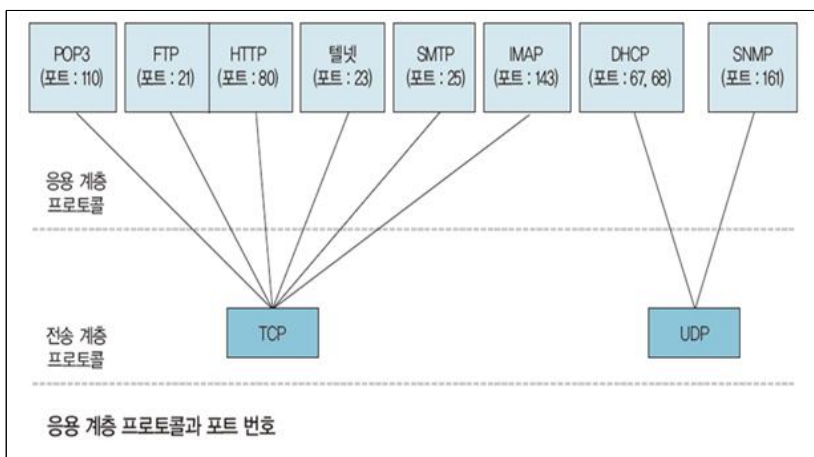 POP3
(포트 : 110)
FTP
(포트 : 21)
HTTP
(포트 : 80)
텔넷
(포트 : 23)
SMTP
(포트 : 25)
IMAP
(포트 : 143)
DHCP
(포트 : 67, 68)
SNMP
(포트 : 161)
응용 계층
프로토콜
전송 계층
프로토콜
TCP
UDP
응용 계층 프로토콜과 포트 번호